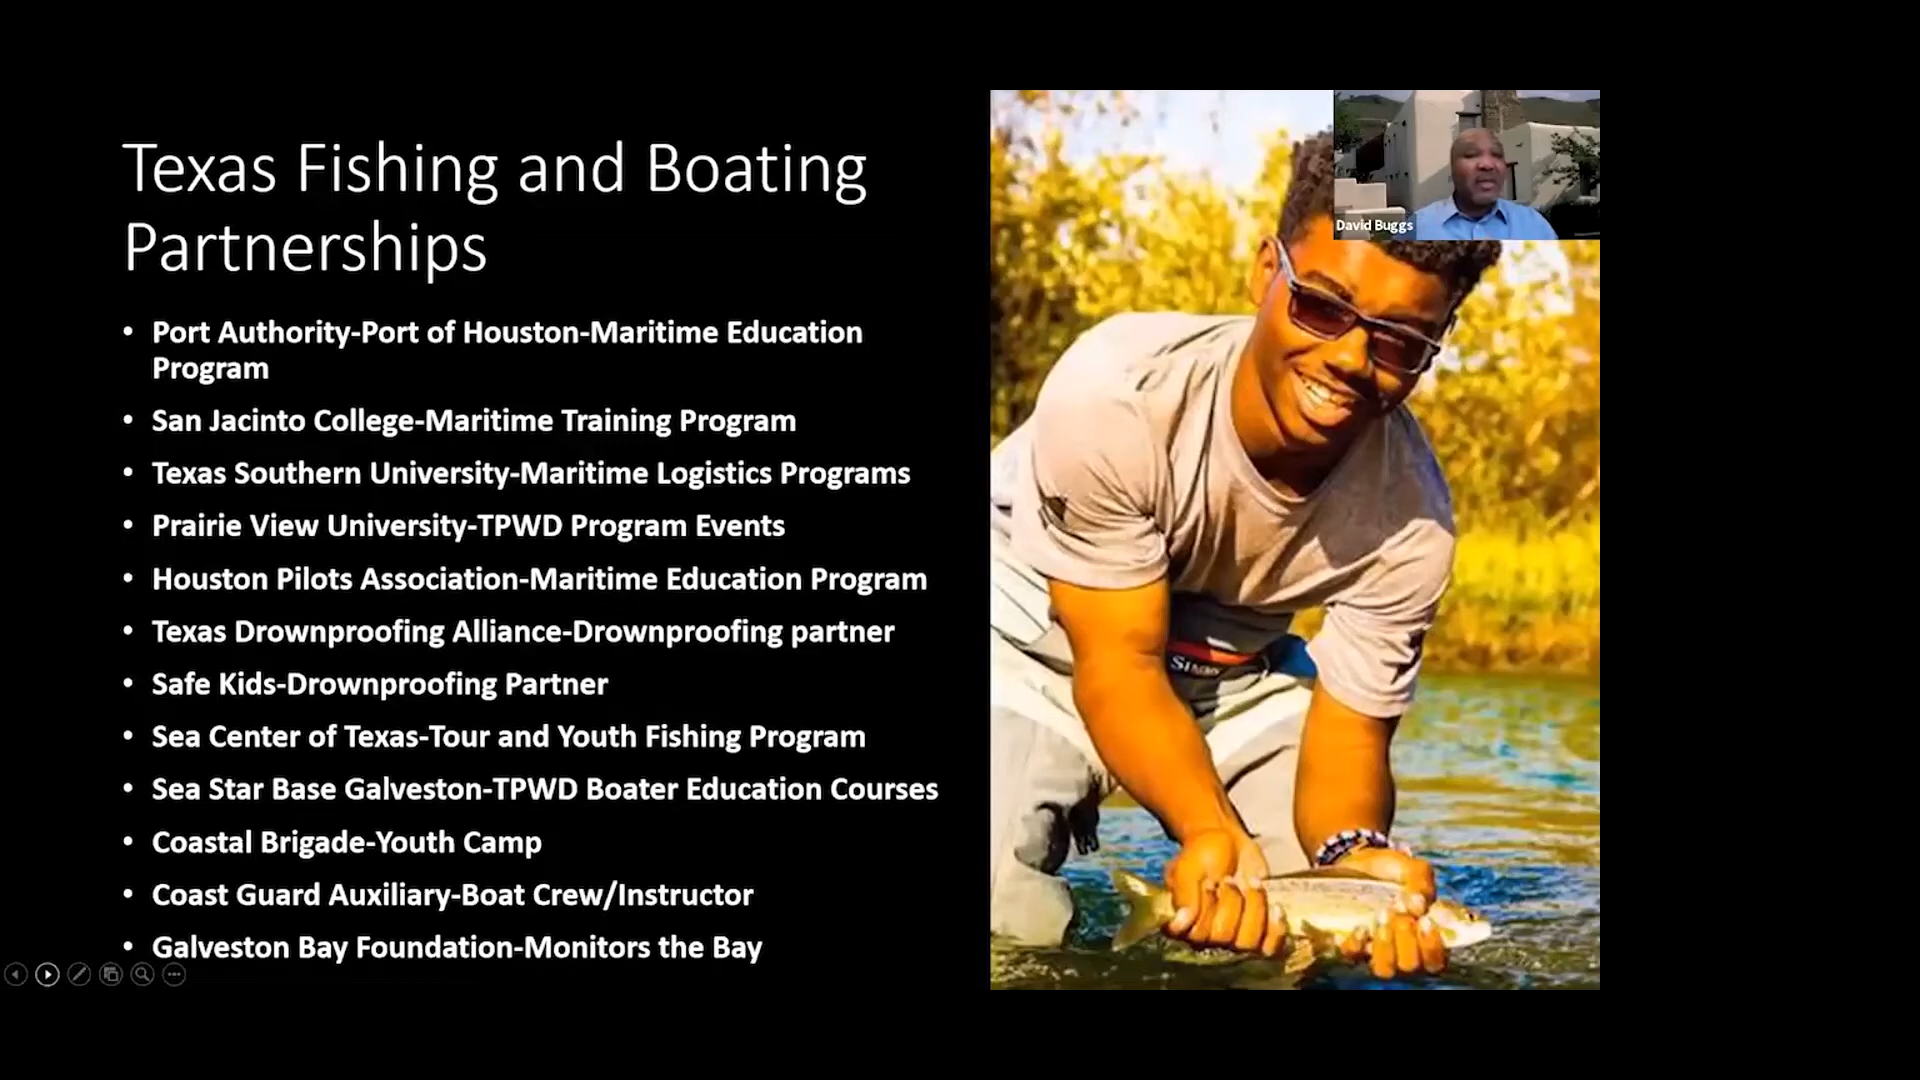 Texas Fishing and Boating
Partnerships
• Port Authority-Port of Houston-Maritime Education
Program
• San Jacinto College-Maritime Training Program
• Texas Southern University-Maritime Logistics Programs
• Prairie View University-TPWD Program Events
• Houston Pilots Association-Maritime Education Program
• Texas Drownproofing Alliance-Drownproofing partner
• Safe Kids-Drownproofing Partner
• Sea Center of Texas-Tour and Youth Fishing Program
• Sea Star Base Galveston-TPWD Boater Education Courses
• Coastal Brigade-Youth Camp
• Coast Guard Auxiliary-Boat Crew/Instructor
• Galveston Bay Foundation-Monitors the Bay
David Buggs